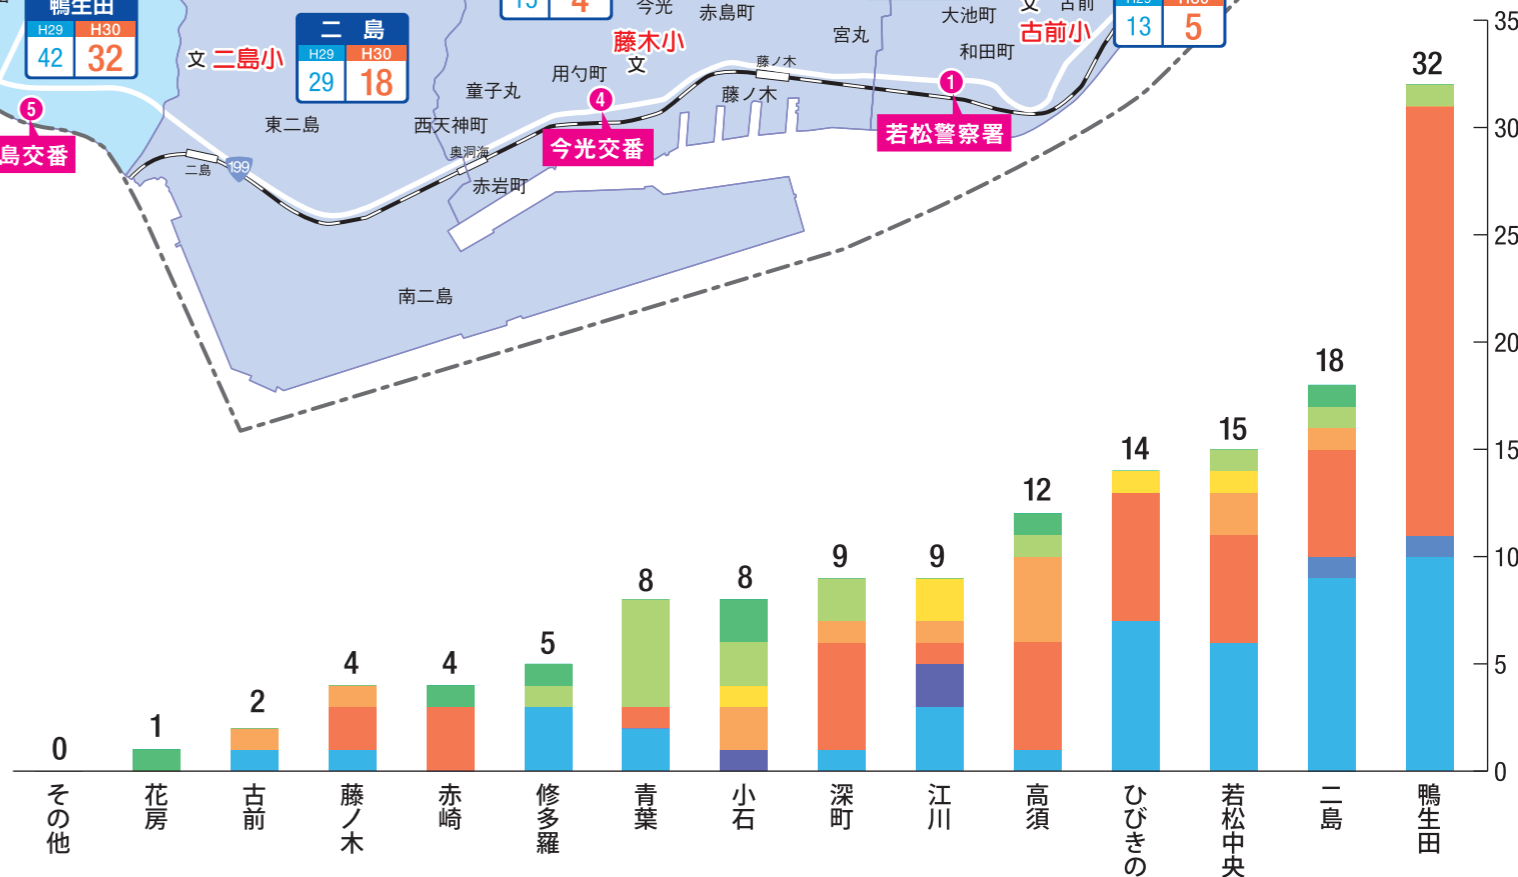 鴨生田
H29 H30
42 32
二島
H29 H30
29 18
文 二島小
4
今光
赤島町
藤木小
文
宮丸
大池町
和田町
文 古前
古前小
H29 H30
13 5
用勺町
童子丸
西天神町
東二島
藤ノ木
藤ノ木
5
島交番
4
今光交番
1
若松警察署
二島
199
奥洞海
赤岩町
南二島
35
30
25
20
15
10
5
0
0
1
2
4
4
5
8
8
9
9
12
14
15
18
32
その他
花房
古前
藤ノ木
赤崎
修多羅
青葉
小石
深町
江川
高須
ひびきの
若松中央
二島
鴨生田